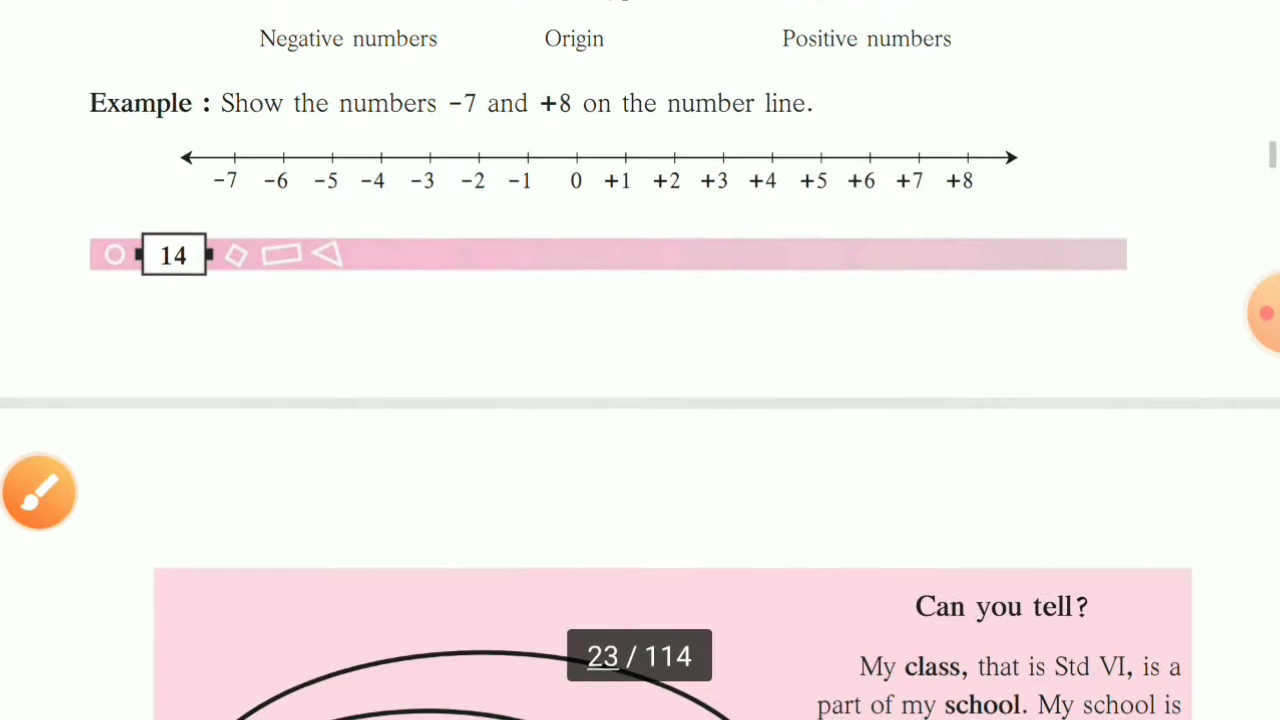 Negative numbers Origin Positive numbers
Example : Show the numbers -7 and +8 on the number line.
-7 -6 -5 -4 -3 -2 -1 0 +1 +2 +3 +4 +5 +6 +7 +8
14
Can you tell?
23 / 114
My class, that is Std VI, is a
part of my school. My school is